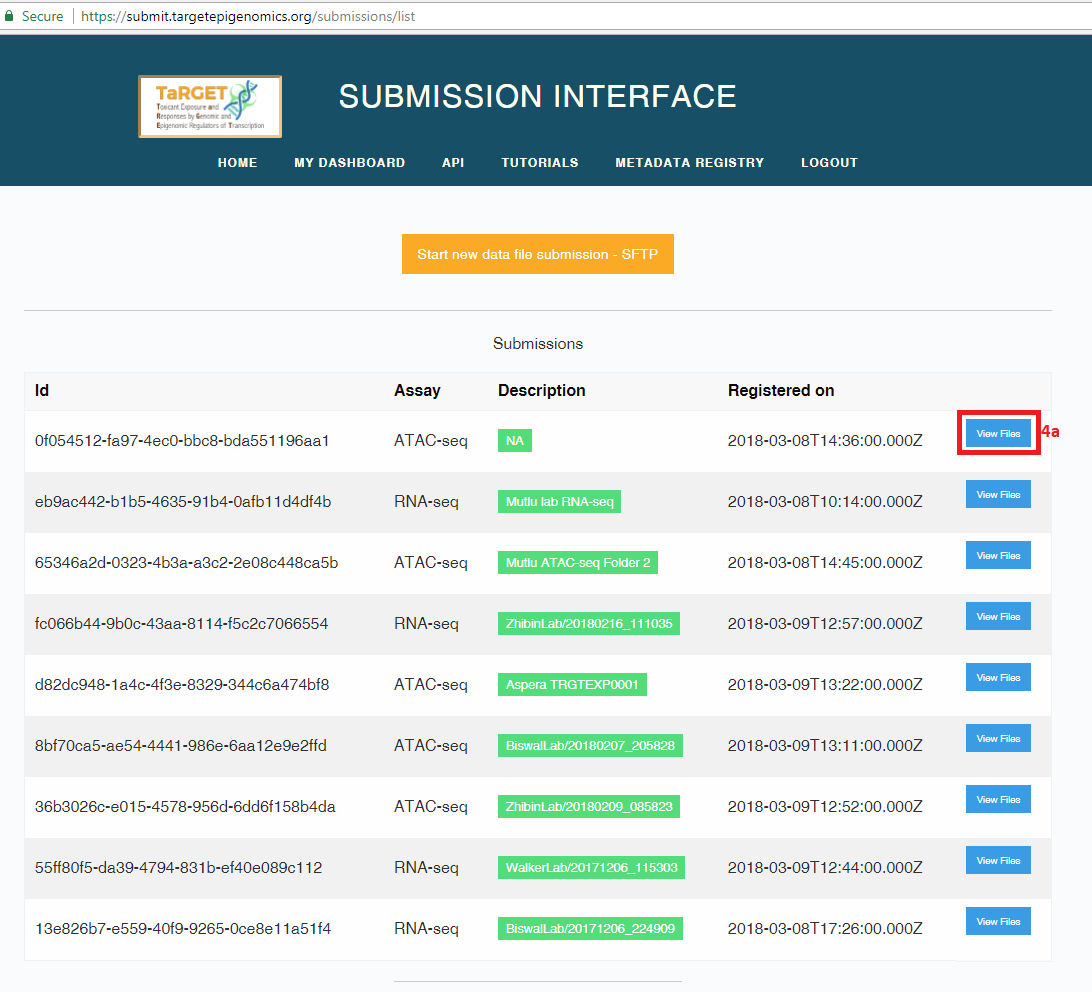 Secure https://submit.targetepigenomics.org/submissions/list
TaRGET
Toxicant Exposure and
Responses by Genomic and
Epigenomic Regulators of Transcription
SUBMISSION INTERFACE
HOME MY DASHBOARD API TUTORIALS METADATA REGISTRY LOGOUT
Start new data file submission - SFTP
Submissions
Id Assay Description Registered on
0f054512-fa97-4ec0-bbc8-bda551196aa1 ATAC-seq NA 2018-03-08T14:36:00.000Z View Files 4a
eb9ac442-b1b5-4635-91b4-0afb11d4df4b RNA-seq Mutlu lab RNA-seq 2018-03-08T10:14:00.000Z View Files
65346a2d-0323-4b3a-a3c2-2e08c448ca5b ATAC-seq Mutlu ATAC-seq Folder 2 2018-03-08T14:45:00.000Z View Files
fc066b44-9b0c-43aa-8114-f5c2c7066554 RNA-seq ZhibinLab/20180216_111035 2018-03-09T12:57:00.000Z View Files
d82dc948-1a4c-4f3e-8329-344c6a474bf8 ATAC-seq Aspera TRGTEXP0001 2018-03-09T13:22:00.000Z View Files
8bf70ca5-ae54-4441-986e-6aa12e9e2ffd ATAC-seq BiswalLab/20180207_205828 2018-03-09T13:11:00.000Z View Files
36b3026c-e015-4578-956d-6dd6f158b4da ATAC-seq ZhibinLab/20180209_085823 2018-03-09T12:52:00.000Z View Files
55ff80f5-da39-4794-831b-ef40e089c112 RNA-seq WalkerLab/20171206_115303 2018-03-09T12:44:00.000Z View Files
13e826b7-e559-40f9-9265-0ce8e11a51f4 RNA-seq BiswalLab/20171206_224909 2018-03-08T17:26:00.000Z View Files